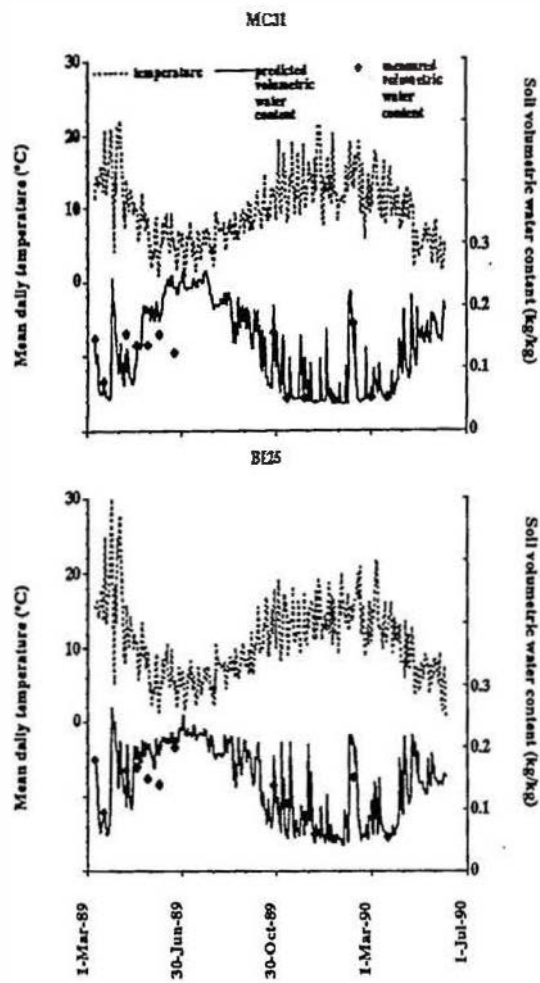 MC31
temperature
predicted
volumetric
water
content
measured
volumetric
water
content
Mean daily temperature (°C)
30
20
10
0
Soil volumetric water content (kg/kg)
0.3
0.2
0.1
0
BE25
Mean daily temperature (°C)
30
20
10
0
Soil volumetric water content (kg/kg)
0.3
0.2
0.1
0
1-Mar-89
30-Jun-89
30-Oct-89
1-Mar-90
1-Jul-90